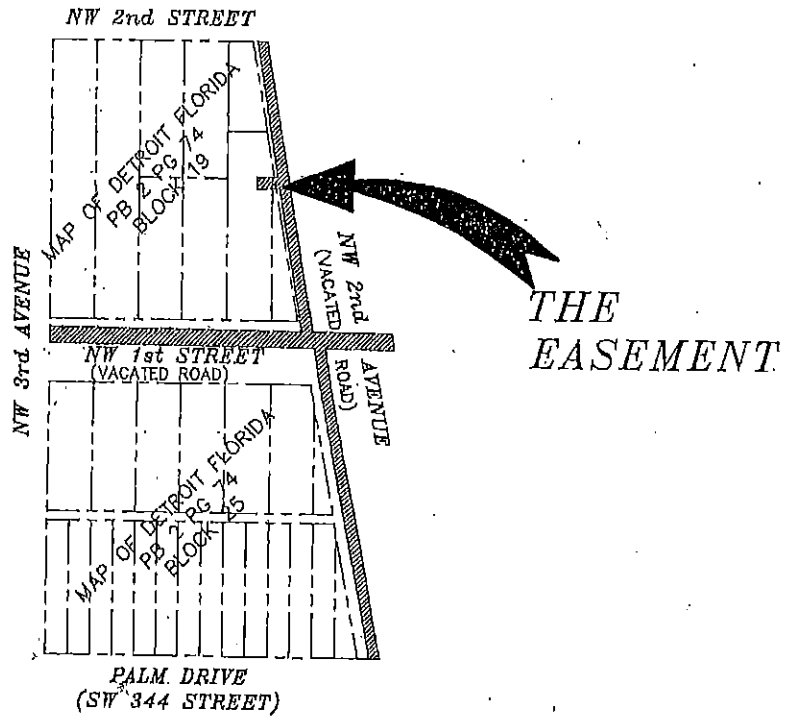 NW 2nd STREET
MAP OF DETROIT FLORIDA
PB 2 PG 74
BLOCK 19
NW 3rd AVENUE
NW 2nd AVENUE
(VACATED ROAD)
THE
EASEMENT
NW 1st STREET
(VACATED ROAD)
MAP OF DETROIT FLORIDA
PB 2 PG 74
BLOCK 25
PALM DRIVE
(SW 344 STREET)